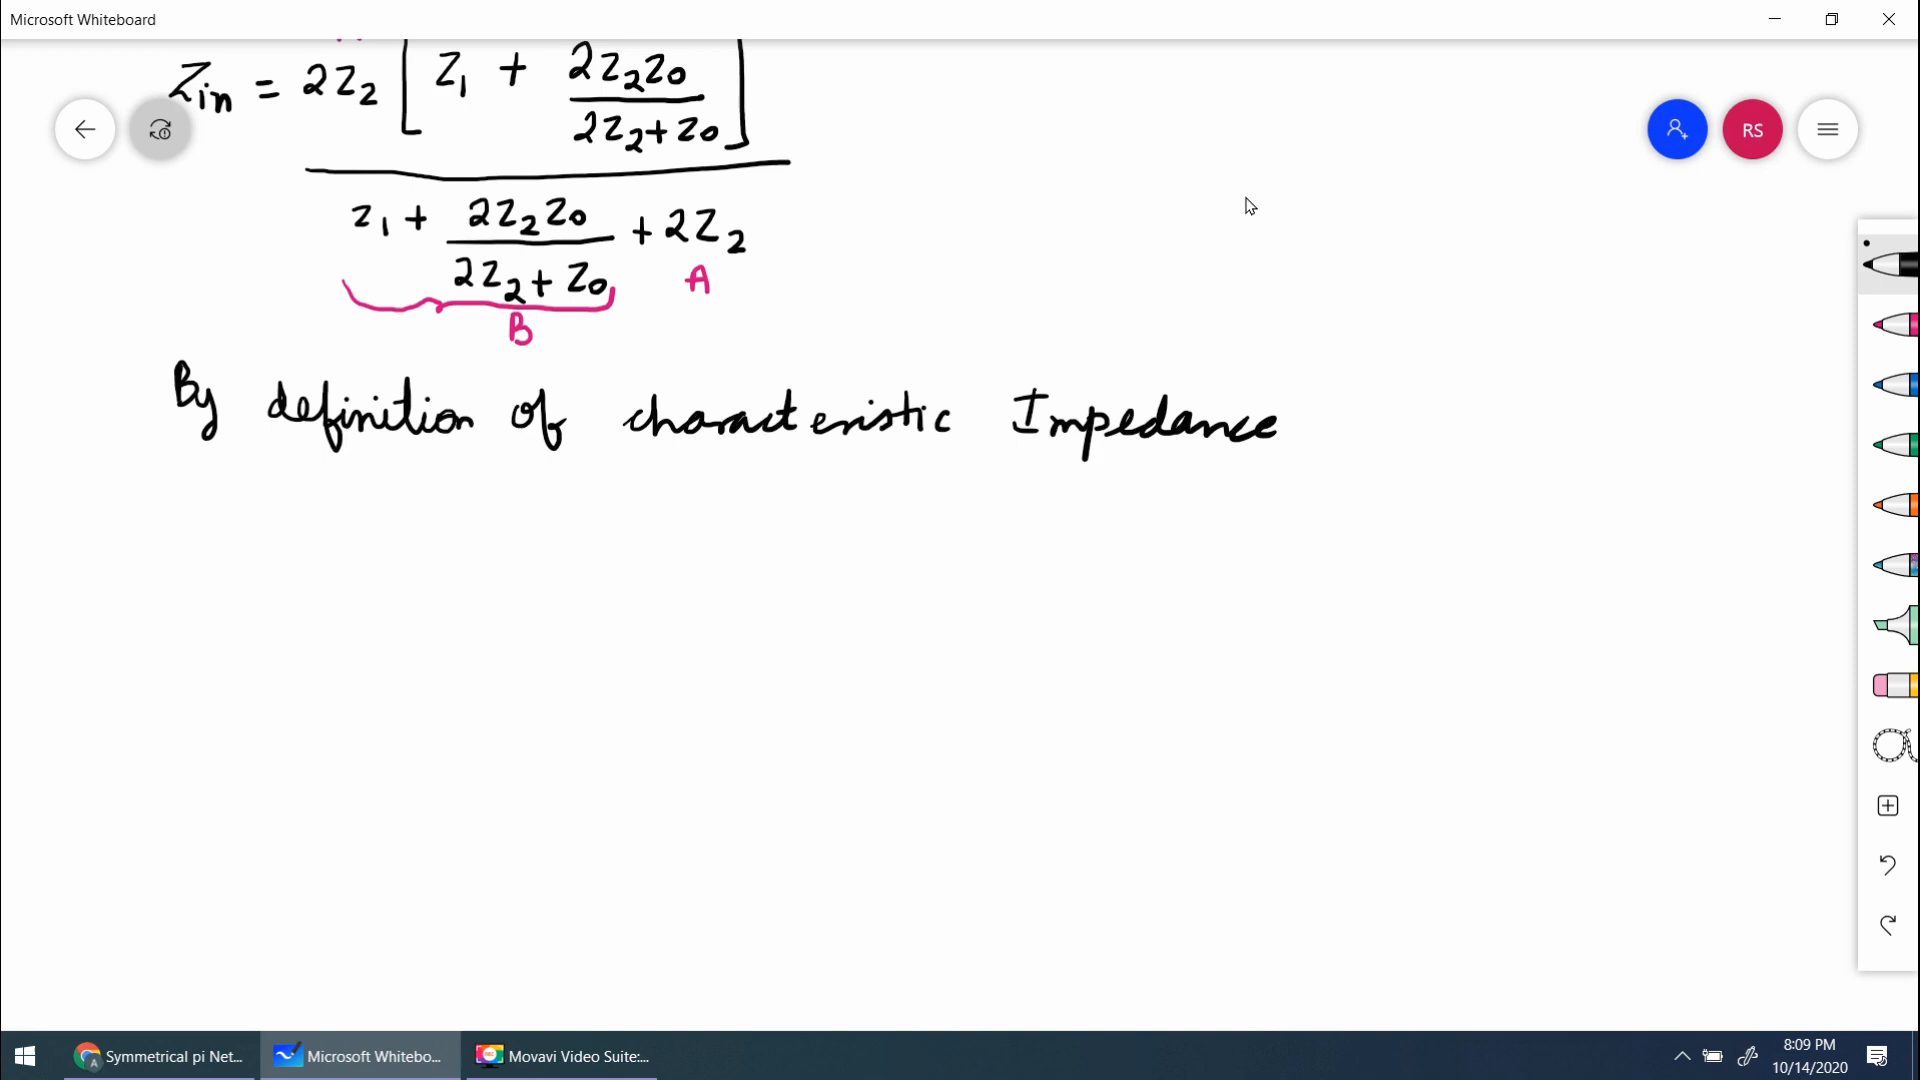 Microsoft Whiteboard
Zin = 2Z2 [ Z1 + 2Z2Z0 / 2Z2+Z0 ]
Z1 + 2Z2Z0 / 2Z2+Z0 + 2Z2
A
B
By definition of characteristic Impedance
RS
Symmetrical pi Net...
Microsoft Whitebo...
Movavi Video Suite:...
8:09 PM
10/14/2020